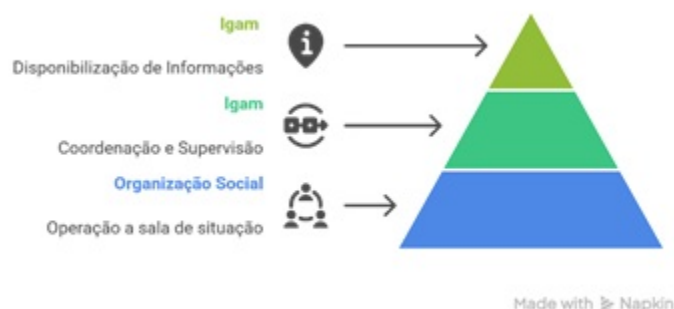 Igam
Disponibilização de Informações
Igam
Coordenação e Supervisão
Organização Social
Operação a sala de situação
Made with Napkin